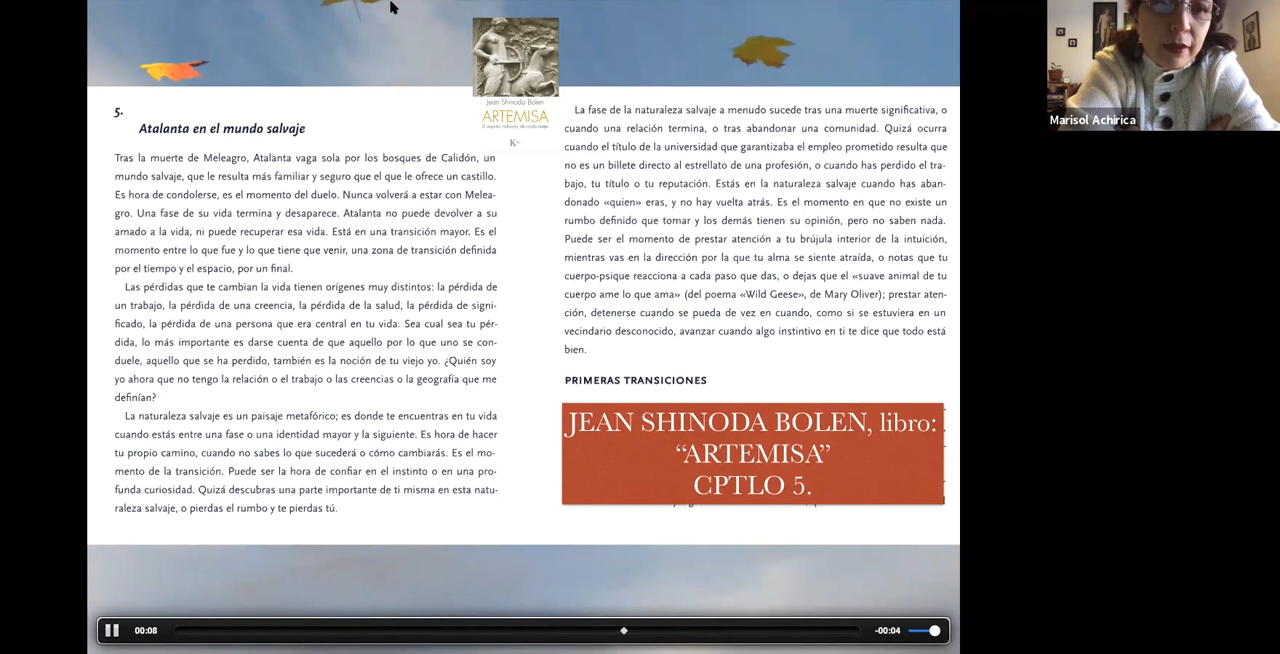 5.
Atalanta en el mundo salvaje
Tras la muerte de Meleagro, Atalanta vaga sola por los bosques de Calidón, un
mundo salvaje, que le resulta más familiar y seguro que el que le ofrece un castillo.
Es hora de condolerse, es el momento del duelo. Nunca volverá a estar con Melea-
gro. Una fase de su vida termina y desaparece. Atalanta no puede devolver a su
amado a la vida, ni puede recuperar esa vida. Está en una transición mayor. Es el
momento entre lo que fue y lo que tiene que venir, una zona de transición definida
por el tiempo y el espacio, por un final.
Las pérdidas que te cambian la vida tienen orígenes muy distintos: la pérdida de
un trabajo, la pérdida de una creencia, la pérdida de la salud, la pérdida de signi-
ficado, la pérdida de una persona que era central en tu vida. Sea cual sea tu pér-
dida, lo más importante es darse cuenta de que aquello por lo que uno se con-
duele, aquello que se ha perdido, también es la noción de tu viejo yo. ¿Quién soy
yo ahora que no tengo la relación o el trabajo o las creencias o la geografía que me
definían?
La naturaleza salvaje es un paisaje metafórico; es donde te encuentras en tu vida
cuando estás entre una fase o una identidad mayor y la siguiente. Es hora de hacer
tu propio camino, cuando no sabes lo que sucederá o cómo cambiarás. Es el mo-
mento de la transición. Puede ser la hora de confiar en el instinto o en una pro-
funda curiosidad. Quizá descubras una parte importante de ti misma en esta natu-
raleza salvaje, o pierdas el rumbo y te pierdas tú.
Jean Shinoda Bolen
ARTEMISA
El espíritu indómito de cada mujer
La fase de la naturaleza salvaje a menudo sucede tras una muerte significativa, o
cuando una relación termina, o tras abandonar una comunidad. Quizá ocurra
cuando el título de la universidad que garantizaba el empleo prometido resulta que
no es un billete directo al estrellato de una profesión, o cuando has perdido el tra-
bajo, tu título o tu reputación. Estás en la naturaleza salvaje cuando has aban-
donado «quien» eras, y no hay vuelta atrás. Es el momento en que no existe un
rumbo definido que tomar y los demás tienen su opinión, pero no saben nada.
Puede ser el momento de prestar atención a tu brújula interior de la intuición,
mientras vas en la dirección por la que tu alma se siente atraída, o notas que tu
cuerpo-psique reacciona a cada paso que das, o dejas que el «suave animal de tu
cuerpo ame lo que ama» (del poema «Wild Geese», de Mary Oliver); prestar aten-
ción, detenerse cuando se pueda de vez en cuando, como si se estuviera en un
vecindario desconocido, avanzar cuando algo instintivo en ti te dice que todo está
bien.
PRIMERAS TRANSICIONES
JEAN SHINODA BOLEN, libro:
“ARTEMISA”
CPTLO 5.
Marisol Achirica
00:08
-00:04